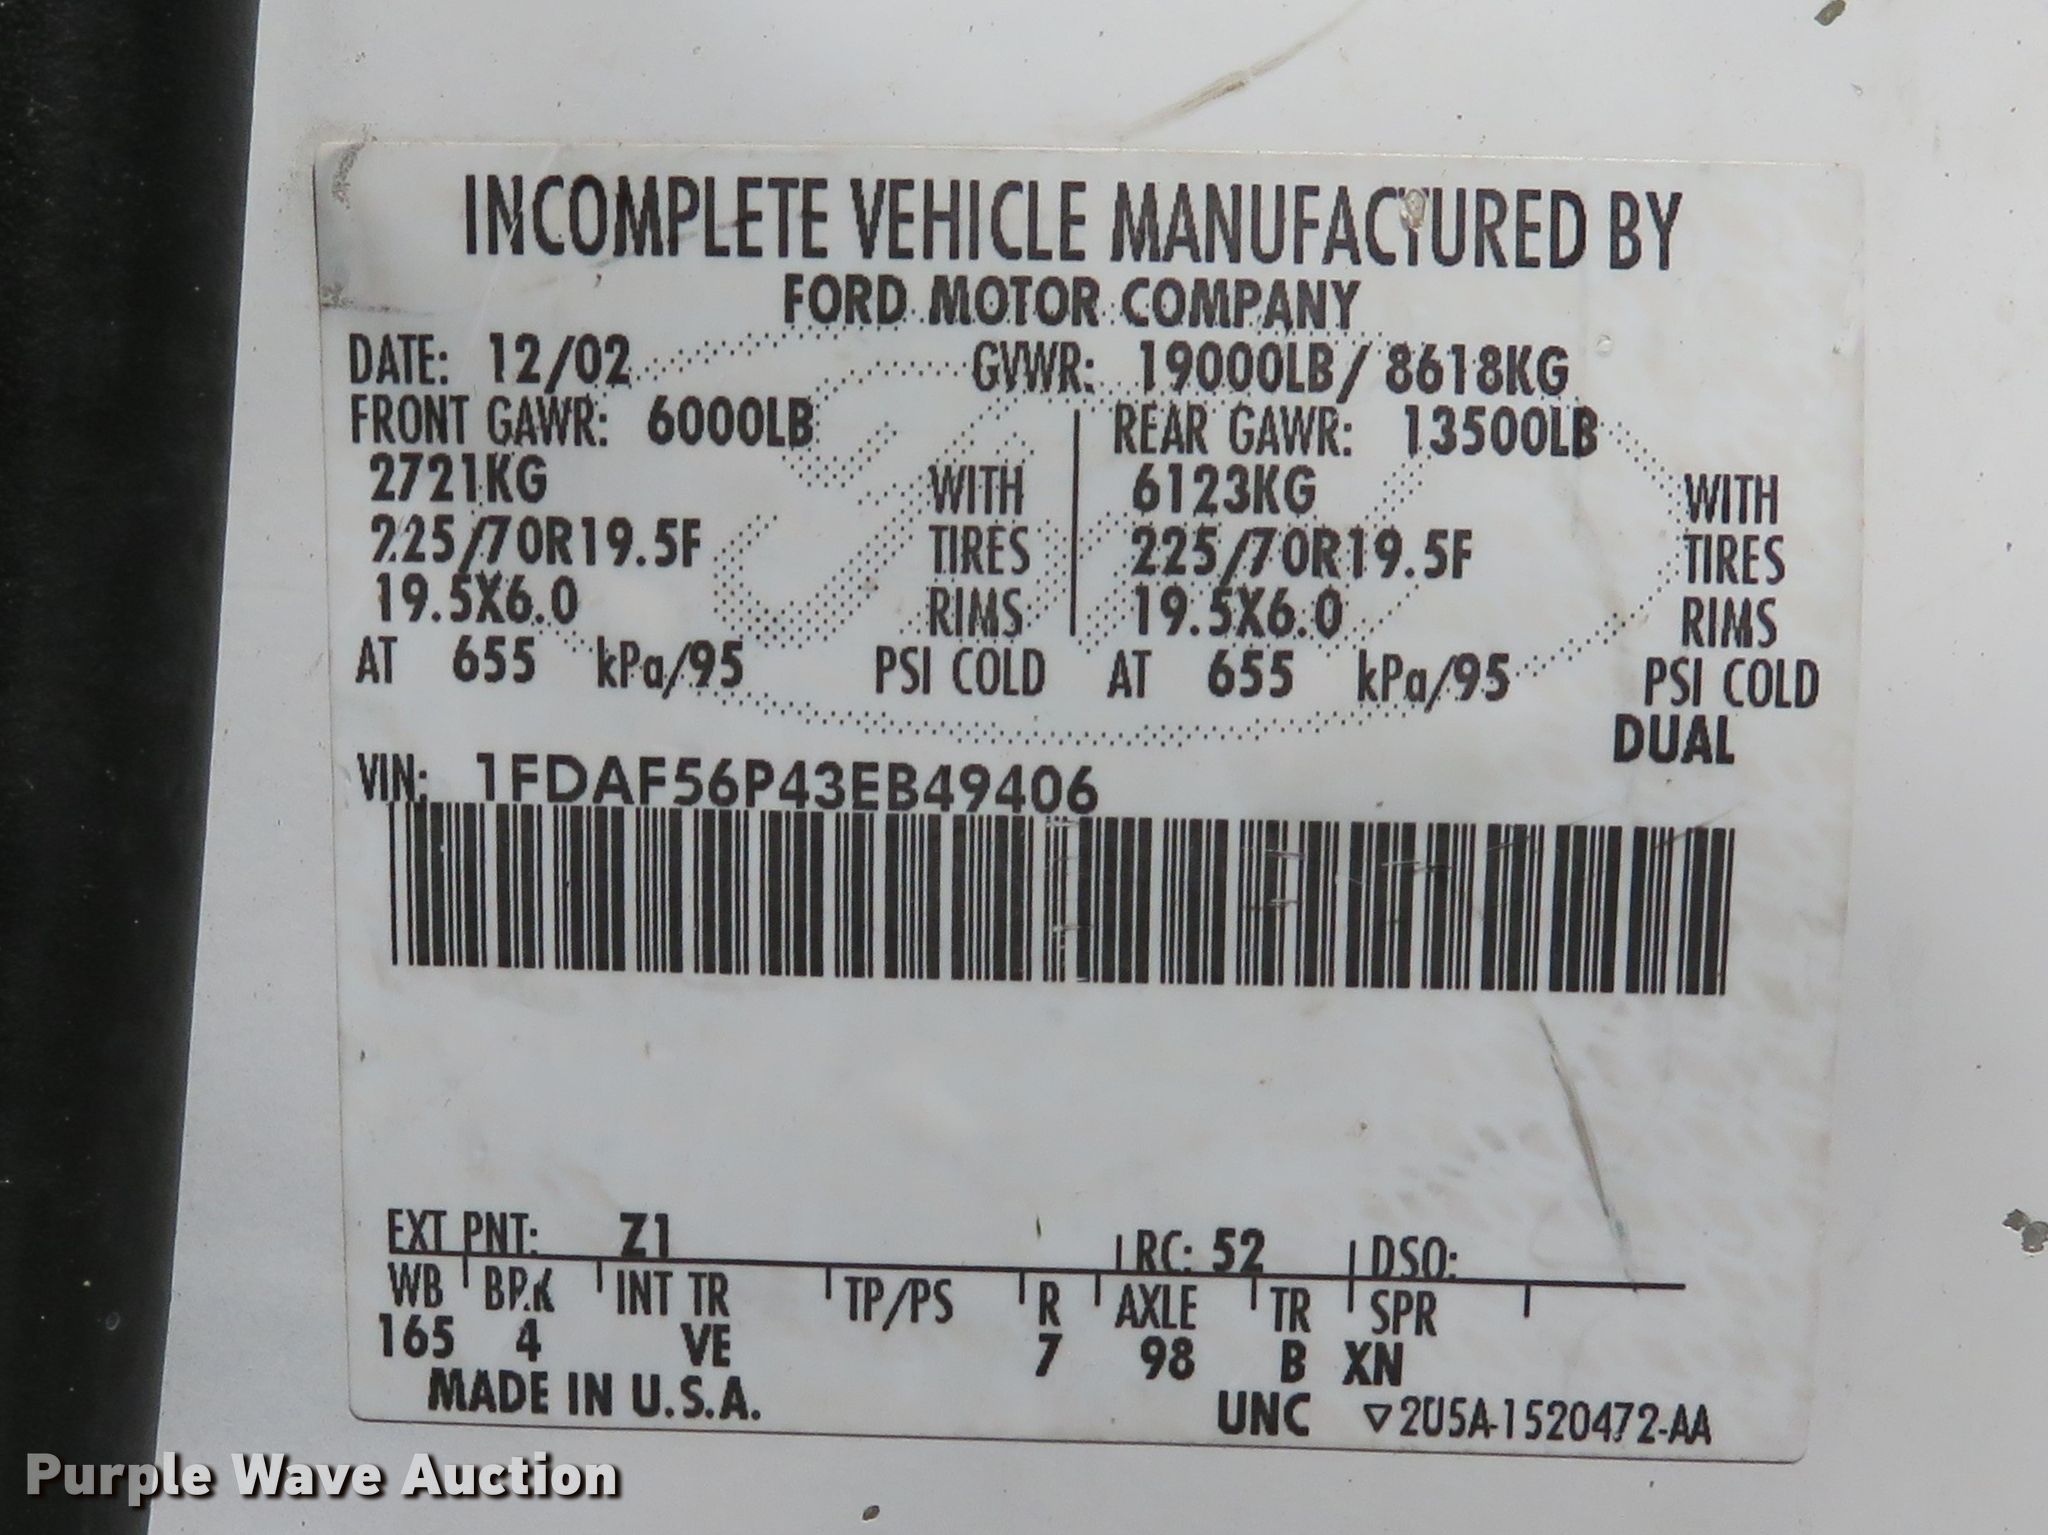 INCOMPLETE VEHICLE MANUFACTURED BY
FORD MOTOR COMPANY
DATE: 12/02 GVWR: 19000LB/ 8618KG
FRONT GAWR: 6000LB REAR GAWR: 13500LB
2721KG WITH 6123KG WITH
225/70R19.5F TIRES 225/70R19.5F TIRES
19.5X6.0 RIMS 19.5X6.0 RIMS
AT 655 kPa/95 PSI COLD AT 655 kPa/95 PSI COLD
DUAL
VIN: 1FDAF56P43EB49406
EXT PNT: Z1 RC: 52 DSO:
WB BRK INT TR TP/PS R AXLE TR SPR
165 4 VE 7 98 B XN
MADE IN U.S.A. UNC ▽2U5A-1520472-AA
Purple Wave Auction